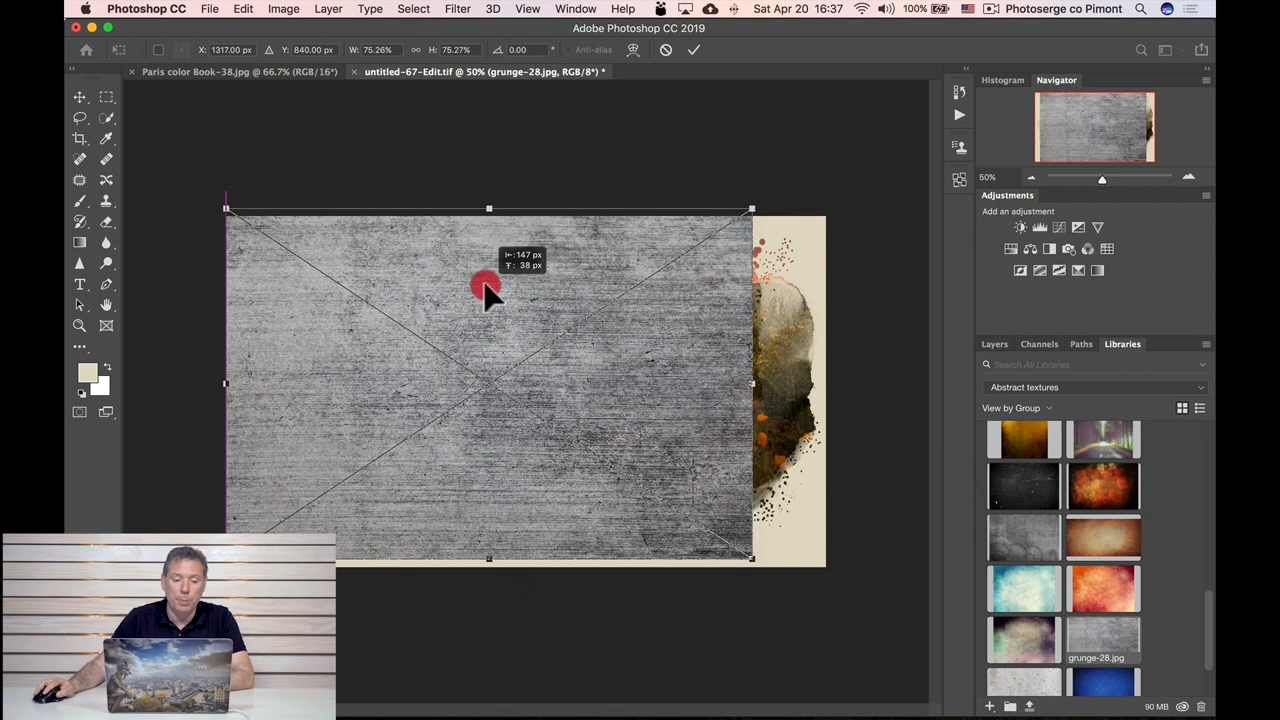 Photoshop CC File Edit Image Layer Type Select Filter 3D View Window Help 100% Sat Apr 20 16:37 Photoserge co Pimont
Adobe Photoshop CC 2019
X: 1317.00 px Y: 840.00 px W: 75.26% H: 75.27% 0.00 ° Anti-alias
Paris color Book-38.jpg @ 66.7% (RGB/16*) untitled-67-Edit.tif @ 50% (grunge-28.jpg, RGB/8*) *
Histogram Navigator
50%
Adjustments
Add an adjustment
147 px
38 px
Layers Channels Paths Libraries
Search All Libraries
Abstract textures
View by Group
grunge-28.jpg
90 MB